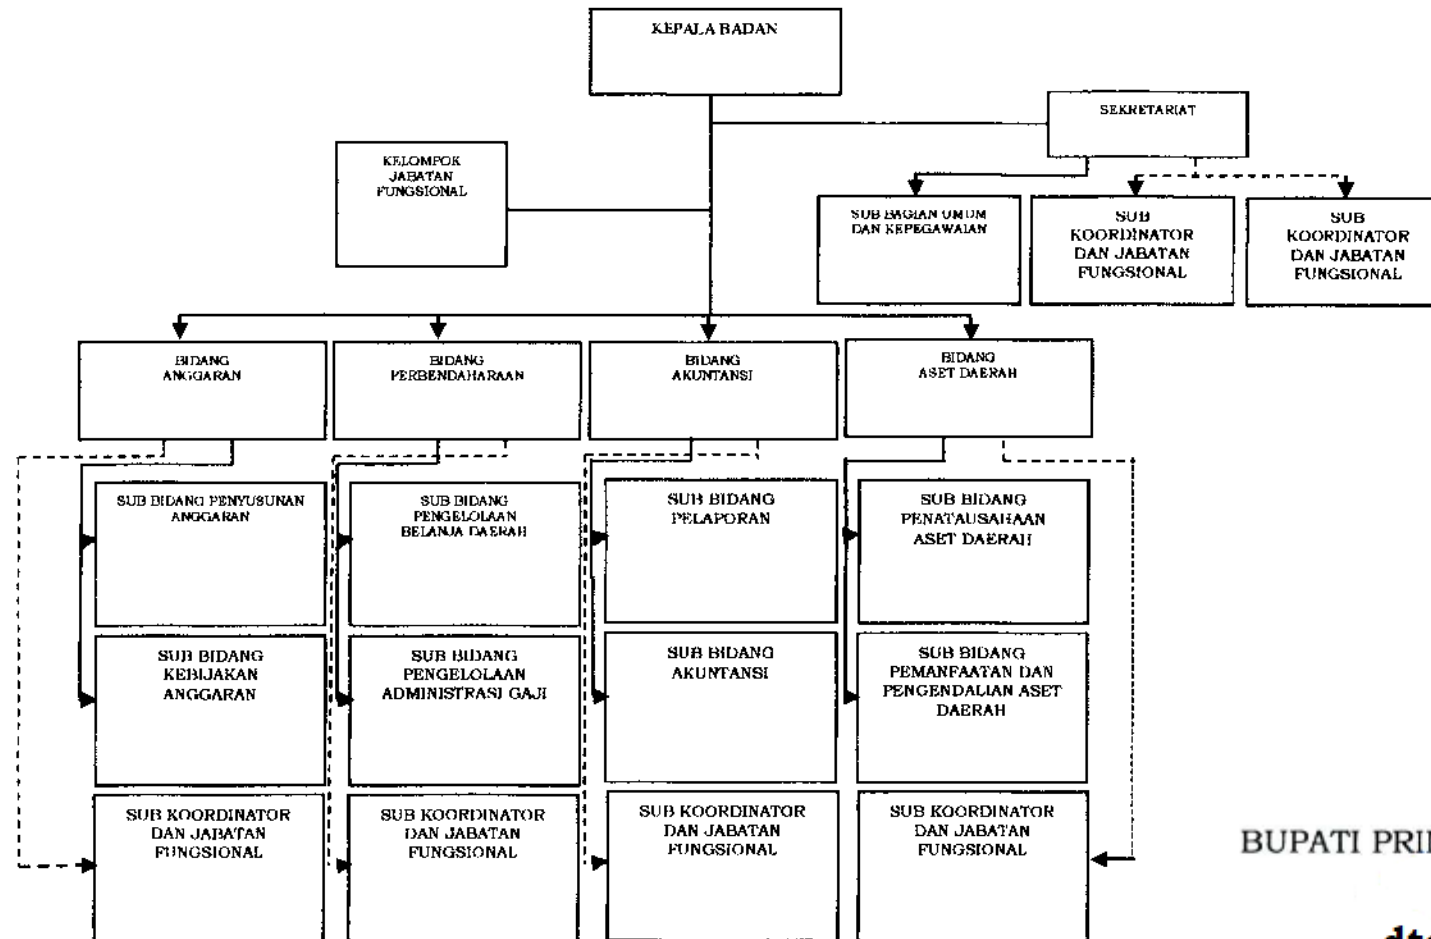 KEPALA BADAN
SEKRETARIAT
KELOMPOK
JABATAN
FUNGSIONAL
SUB BAGIAN UMUM
DAN KEPEGAWAIAN
SUB
KOORDINATOR
DAN JABATAN
FUNGSIONAL
SUB
KOORDINATOR
DAN JABATAN
FUNGSIONAL
BIDANG
ANGGARAN
BIDANG
PERBENDAHARAAN
BIDANG
AKUNTANSI
BIDANG
ASET DAERAH
SUB BIDANG PENYUSUNAN
ANGGARAN
SUB BIDANG
PENGELOLAAN
BELANJA DAERAH
SUB BIDANG
PELAPORAN
SUB BIDANG
PENATAUSAHAAN
ASET DAERAH
SUB BIDANG
KEBIJAKAN
ANGGARAN
SUB BIDANG
PENGELOLAAN
ADMINISTRASI GAJI
SUB BIDANG
AKUNTANSI
SUB BIDANG
PEMANFAATAN DAN
PENGENDALIAN ASET
DAERAH
SUB KOORDINATOR
DAN JABATAN
FUNGSIONAL
SUB KOORDINATOR
DAN JABATAN
FUNGSIONAL
SUB KOORDINATOR
DAN JABATAN
FUNGSIONAL
SUB KOORDINATOR
DAN JABATAN
FUNGSIONAL
BUPATI